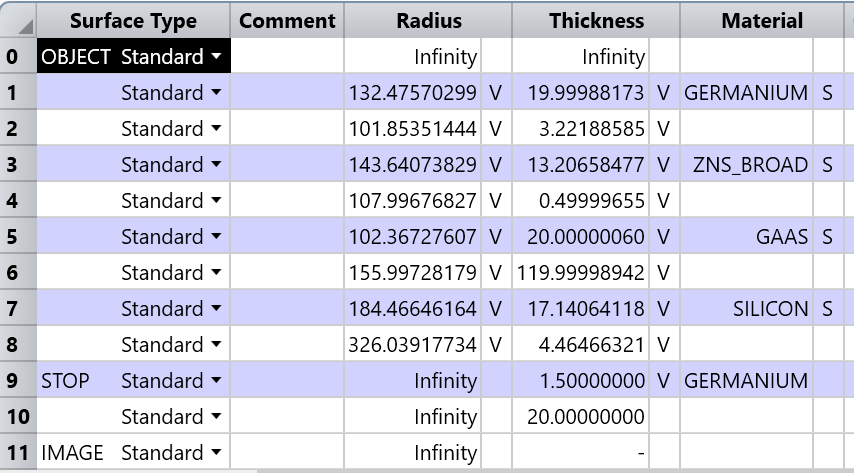 Surface Type Comment Radius Thickness Material
0 OBJECT Standard Infinity Infinity
1 Standard 132.47570299 V 19.99988173 V GERMANIUM S
2 Standard 101.85351444 V 3.22188585 V
3 Standard 143.64073829 V 13.20658477 V ZNS_BROAD S
4 Standard 107.99676827 V 0.49999655 V
5 Standard 102.36727607 V 20.00000060 V GAAS S
6 Standard 155.99728179 V 119.99998942 V
7 Standard 184.46646164 V 17.14064118 V SILICON S
8 Standard 326.03917734 V 4.46466321 V
9 STOP Standard Infinity 1.50000000 V GERMANIUM
10 Standard Infinity 20.00000000
11 IMAGE Standard Infinity -